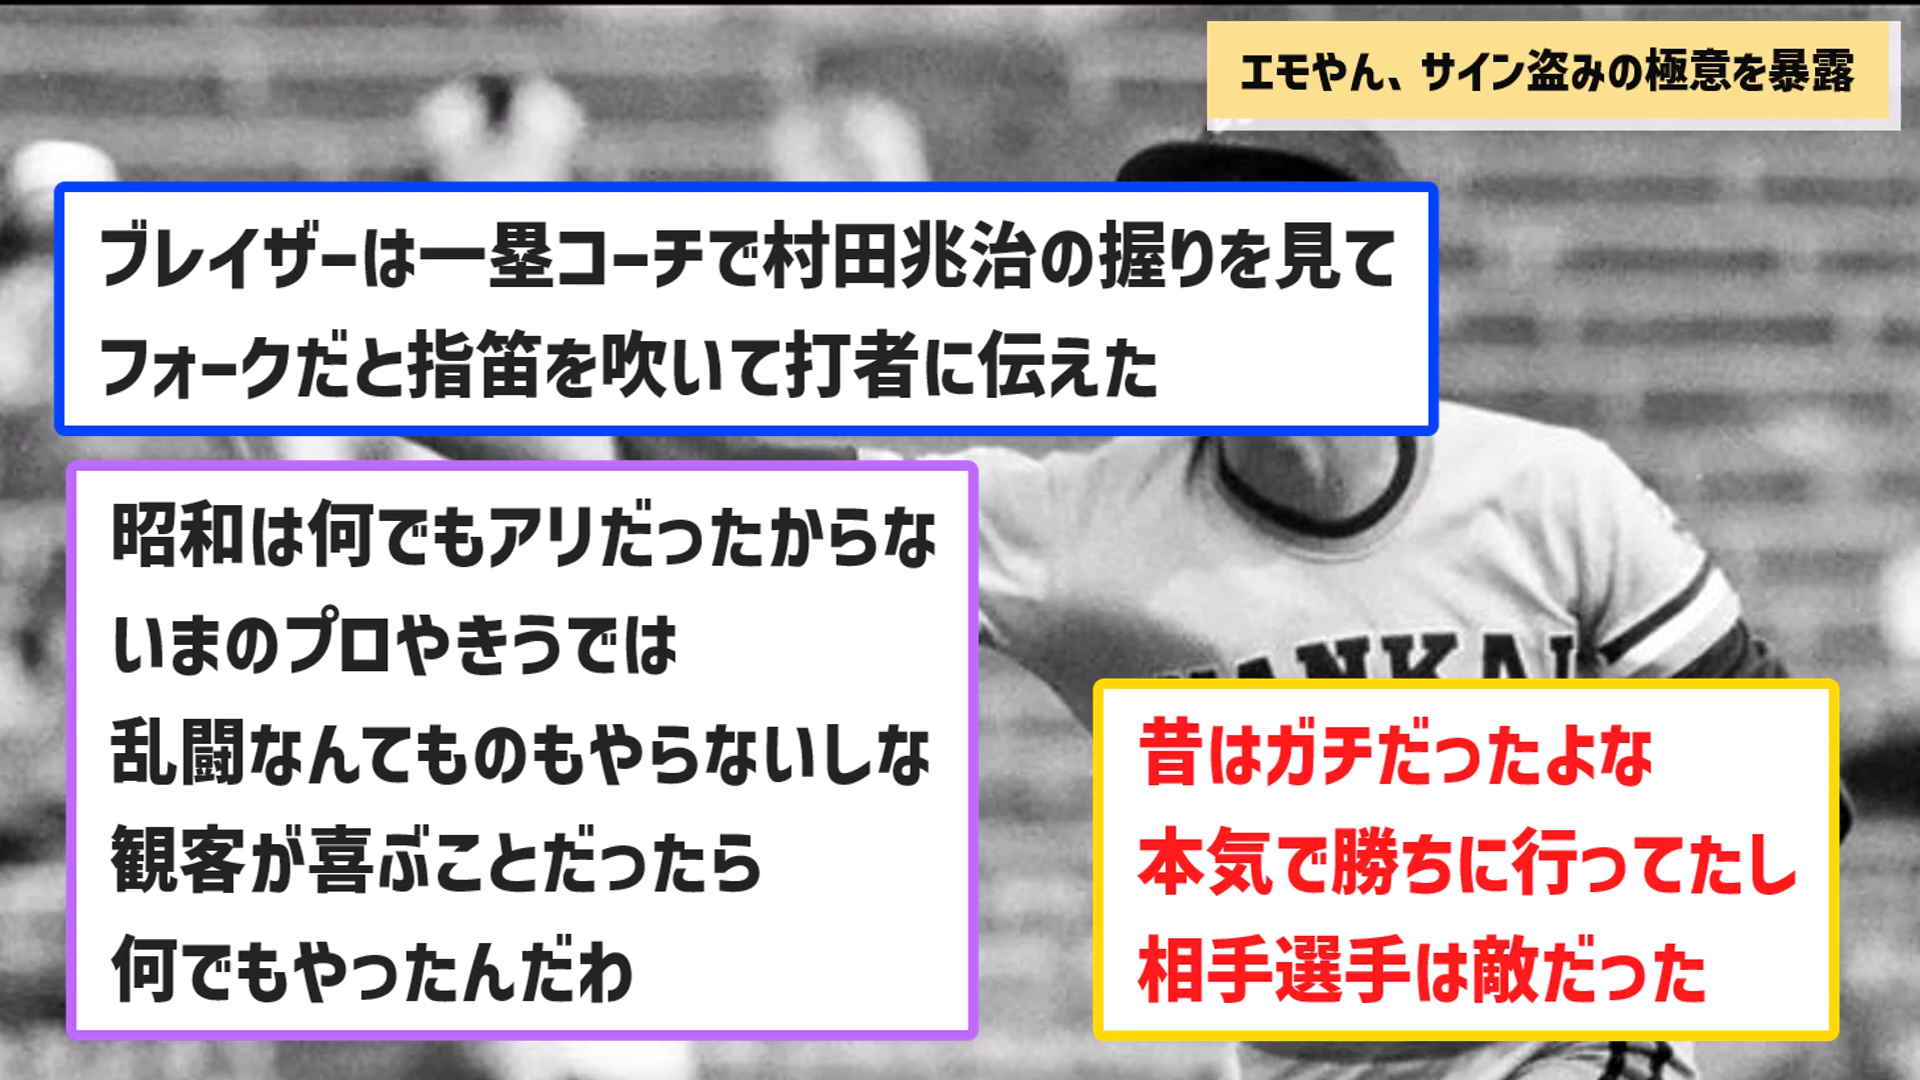 エモやん、サイン盗みの極意を暴露
ブレイザーは一塁コーチで村田兆治の握りを見て
フォークだと指笛を吹いて打者に伝えた
昭和は何でもアリだったからな
いまのプロやきうでは
乱闘なんてものもやらないしな
観客が喜ぶことだったら
何でもやったんだわ
NANKAI
昔はガチだったよな
本気で勝ちに行ってたし
相手選手は敵だった